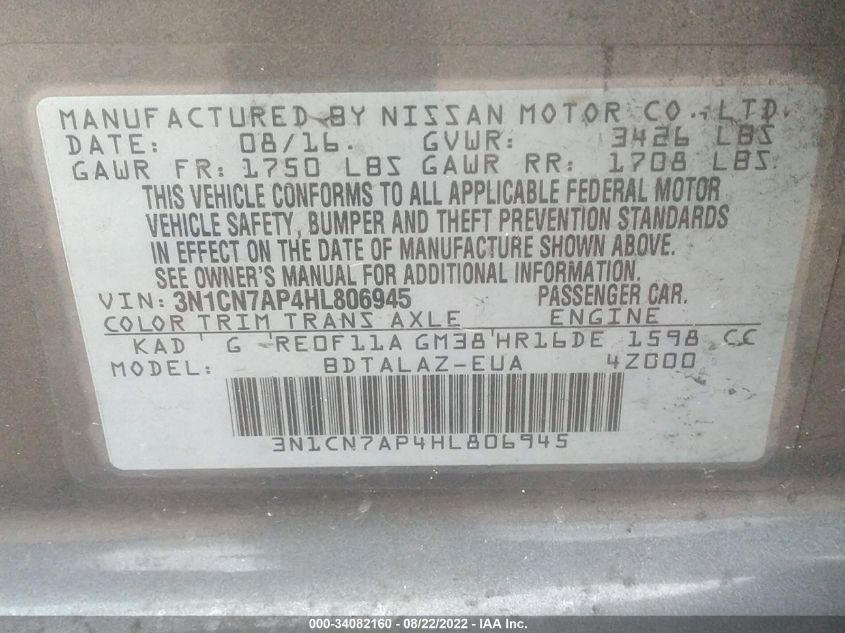 MANUFACTURED BY NISSAN MOTOR CO., LTD.
DATE: 08/16. GVWR: 3426 LBS
GAWR FR: 1750 LBS GAWR RR: 1708 LBS
THIS VEHICLE CONFORMS TO ALL APPLICABLE FEDERAL MOTOR
VEHICLE SAFETY, BUMPER AND THEFT PREVENTION STANDARDS
IN EFFECT ON THE DATE OF MANUFACTURE SHOWN ABOVE.
SEE OWNER'S MANUAL FOR ADDITIONAL INFORMATION.
VIN: 3N1CN7AP4HL806945 PASSENGER CAR.
COLOR TRIM TRANS AXLE ENGINE
KAD G RE0F11A GM38 HR16DE 1598 CC
MODEL: BDTALAZ-EUA 4Z000
3N1CN7AP4HL806945
000-34082160 - 08/22/2022 - IAA Inc.